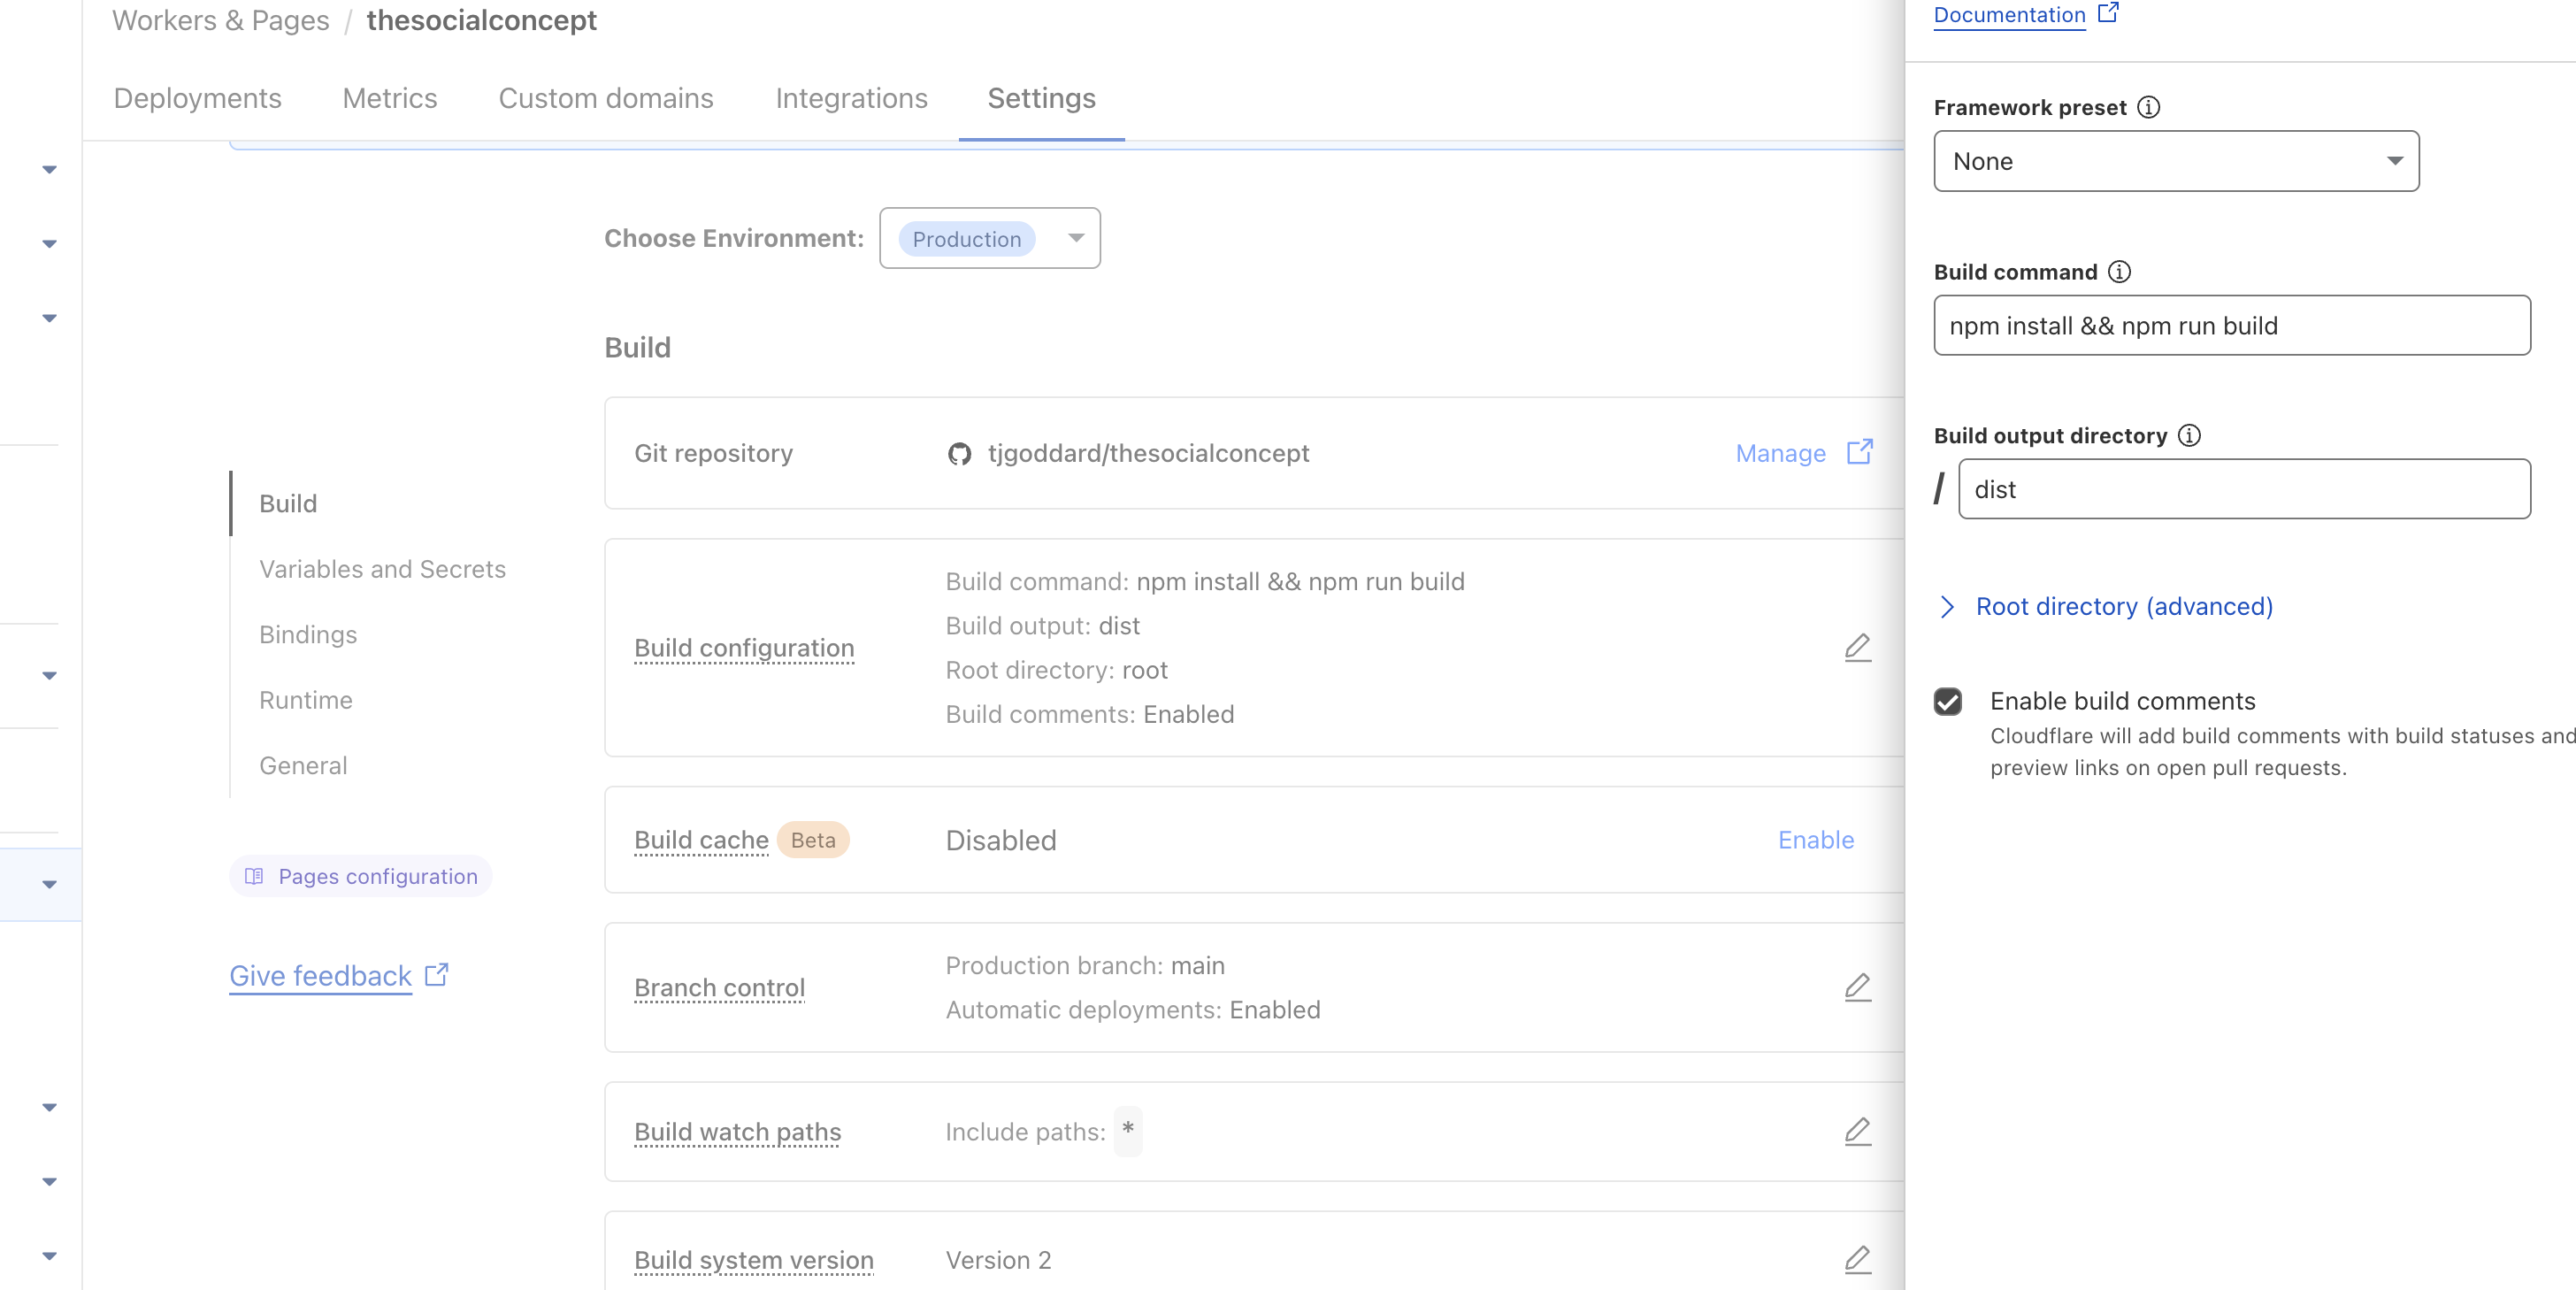 Workers & Pages / thesocialconcept
Deployments
Metrics
Custom domains
Integrations
Settings
Choose Environment:
Production
Build
Git repository
tjgoddard/thesocialconcept
Manage
Build
Variables and Secrets
Bindings
Runtime
General
Pages configuration
Give feedback
Build configuration
Build command: npm install && npm run build
Build output: dist
Root directory: root
Build comments: Enabled
Build cache
Beta
Disabled
Enable
Branch control
Production branch: main
Automatic deployments: Enabled
Build watch paths
Include paths: *
Build system version
Version 2
Documentation
Framework preset
None
Build command
npm install && npm run build
Build output directory
/ dist
Root directory (advanced)
Enable build comments
Cloudflare will add build comments with build statuses and
preview links on open pull requests.